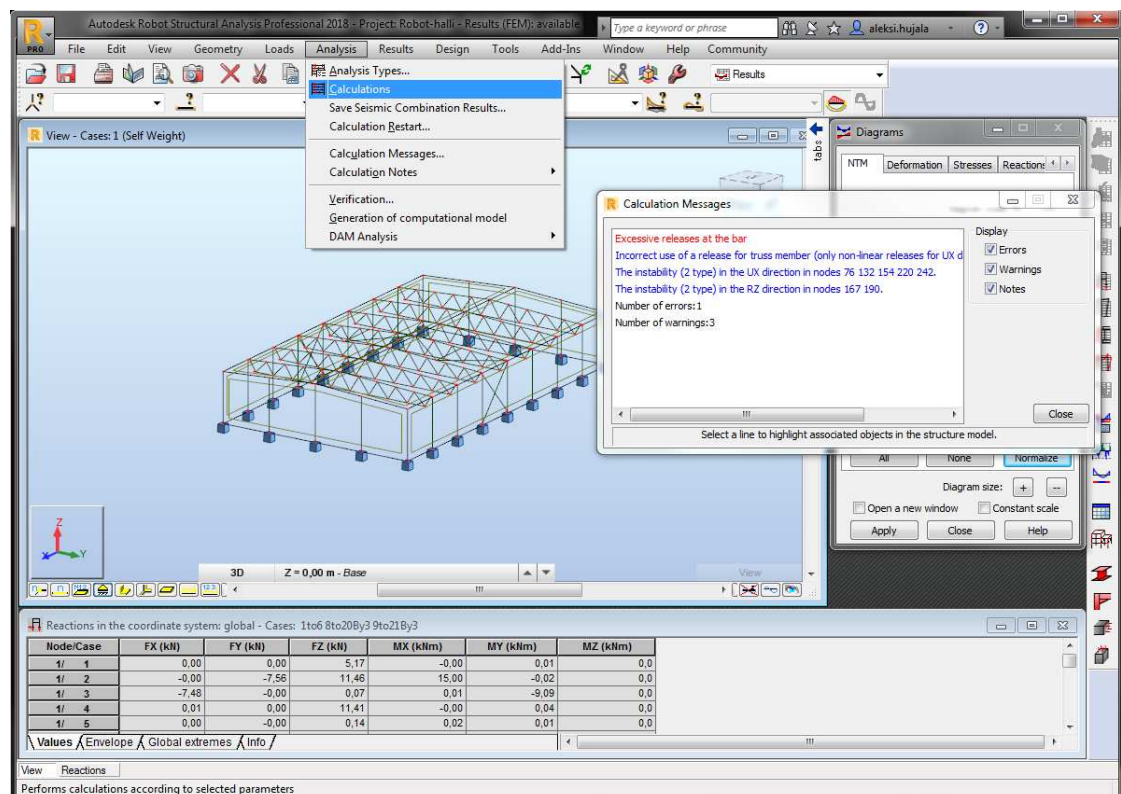 Autodesk Robot Structural Analysis Professional 2018 - Project: Robot-halli - Results (FEM): available
Type a keyword or phrase
aleksi.hujala
PRO
File Edit View Geometry Loads Analysis Results Design Tools Add-Ins Window Help Community
Analysis Types...
Calculations
Save Seismic Combination Results...
Calculation Restart...
Calculation Messages...
Calculation Notes
Verification...
Generation of computational model
DAM Analysis
Results
View - Cases: 1 (Self Weight)
tabs
Diagrams
NTM Deformation Stresses Reactions
Calculation Messages
Excessive releases at the bar
Incorrect use of a release for truss member (only non-linear releases for UX d
The instability (2 type) in the UX direction in nodes 76 132 154 220 242.
The instability (2 type) in the RZ direction in nodes 167 190.
Number of errors:1
Number of warnings:3
Display
Errors
Warnings
Notes
Close
Select a line to highlight associated objects in the structure model.
All None Normalize
Diagram size: + --
Open a new window Constant scale
Apply Close Help
Z
X Y
3D Z = 0,00 m - Base
View
Reactions in the coordinate system: global - Cases: 1to6 8to20By3 9to21By3
Node/Case FX (kN) FY (kN) FZ (kN) MX (kNm) MY (kNm) MZ (kNm)
1/ 1 0,00 0,00 5,17 -0,00 0,01 0,0
1/ 2 -0,00 -7,56 11,46 15,00 -0,02 0,0
1/ 3 -7,48 -0,00 0,07 0,01 -9,09 0,0
1/ 4 0,01 0,00 11,41 -0,00 0,04 0,0
1/ 5 0,00 -0,00 0,14 0,02 0,01 0,0
Values Envelope Global extremes Info
View Reactions
Performs calculations according to selected parameters